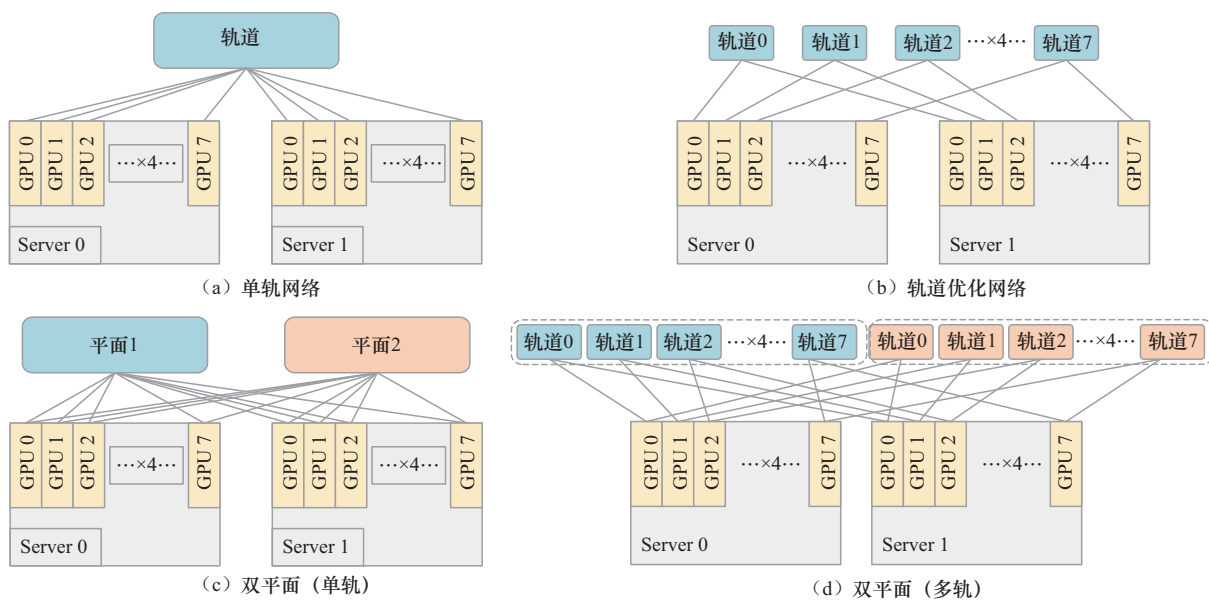 轨道
GPU 0
GPU 1
GPU 2
…×4…
GPU 7
Server 0
GPU 0
GPU 1
GPU 2
…×4…
GPU 7
Server 1
（a）单轨网络
轨道0
轨道1
轨道2
…×4…
轨道7
GPU 0
GPU 1
GPU 2
…×4…
GPU 7
Server 0
GPU 0
GPU 1
GPU 2
…×4…
GPU 7
Server 1
（b）轨道优化网络
平面1
平面2
GPU 0
GPU 1
GPU 2
…×4…
GPU 7
Server 0
GPU 0
GPU 1
GPU 2
…×4…
GPU 7
Server 1
（c）双平面（单轨）
轨道0
轨道1
轨道2
…×4…
轨道7
轨道0
轨道1
轨道2
…×4…
轨道7
GPU 0
GPU 1
GPU 2
…×4…
GPU 7
Server 0
GPU 0
GPU 1
GPU 2
…×4…
GPU 7
Server 1
（d）双平面（多轨）